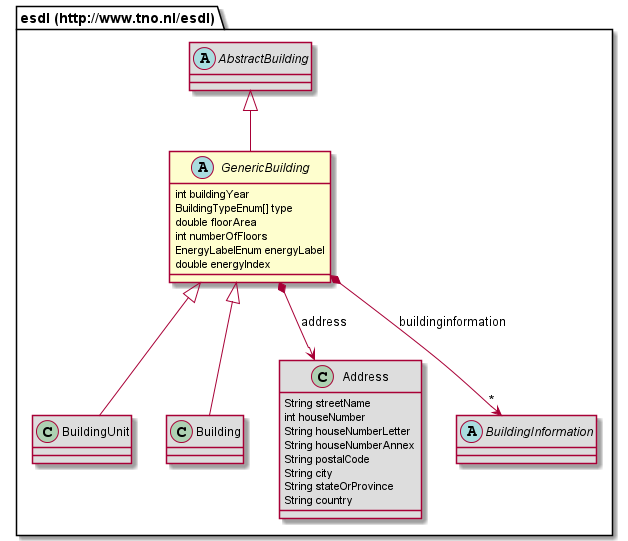 esdl (http://www.tno.nl/esdl)
A AbstractBuilding
A GenericBuilding
int buildingYear
BuildingTypeEnum[] type
double floorArea
int numberOfFloors
EnergyLabelEnum energyLabel
double energyIndex
address
buildinginformation
*
C BuildingUnit
C Building
C Address
String streetName
int houseNumber
String houseNumberLetter
String houseNumberAnnex
String postalCode
String city
String stateOrProvince
String country
A BuildingInformation